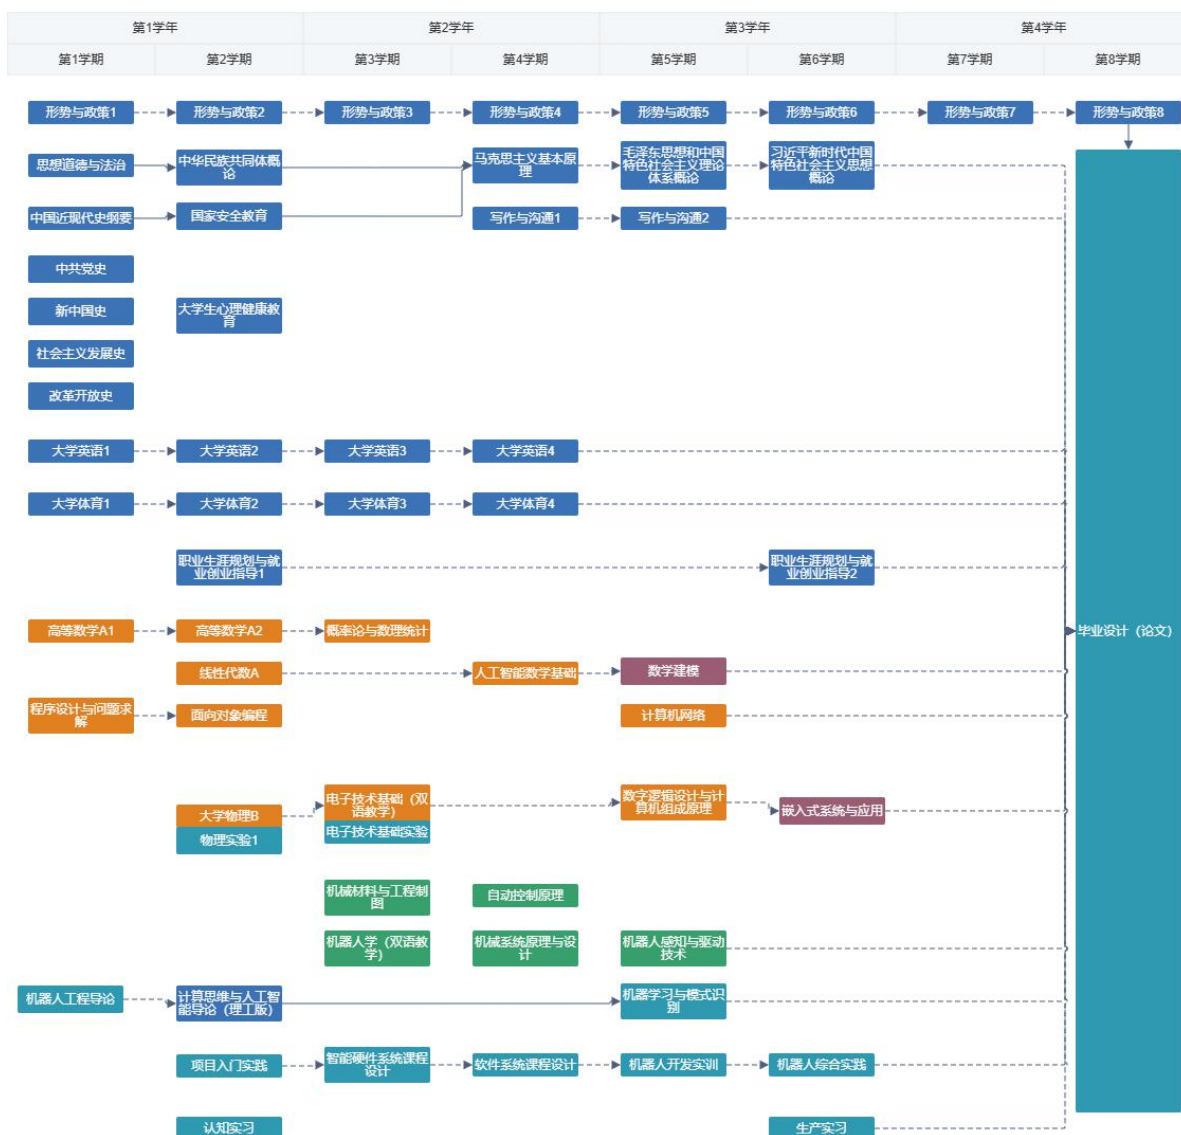 第1学年
第2学年
第3学年
第4学年
第1学期
第2学期
第3学期
第4学期
第5学期
第6学期
第7学期
第8学期
形势与政策1
形势与政策2
形势与政策3
形势与政策4
形势与政策5
形势与政策6
形势与政策7
形势与政策8
思想道德与法治
中华民族共同体概
论
马克思主义基本原
理
毛泽东思想和中国
特色社会主义理论
体系概论
习近平新时代中国
特色社会主义思想
概论
中国近现代史纲要
国家安全教育
写作与沟通1
写作与沟通2
中共党史
新中国史
大学生心理健康教
育
社会主义发展史
改革开放史
大学英语1
大学英语2
大学英语3
大学英语4
大学体育1
大学体育2
大学体育3
大学体育4
职业生涯规划与就
业创业指导1
职业生涯规划与就
业创业指导2
高等数学A1
高等数学A2
概率论与数理统计
毕业设计（论文）
线性代数A
人工智能数学基础
数学建模
程序设计与问题求
解
面向对象编程
计算机网络
大学物理B
物理实验1
电子技术基础（双
语教学）
电子技术基础实验
数字逻辑设计与计
算机组成原理
嵌入式系统与应用
机械材料与工程制
图
自动控制原理
机器人学（双语教
学）
机械系统原理与设
计
机器人感知与驱动
技术
机器人工程导论
计算思维与人工智
能导论（理工版）
机器学习与模式识
别
项目入门实践
智能硬件系统课程
设计
软件系统课程设计
机器人开发实训
机器人综合实践
认知实习
生产实习